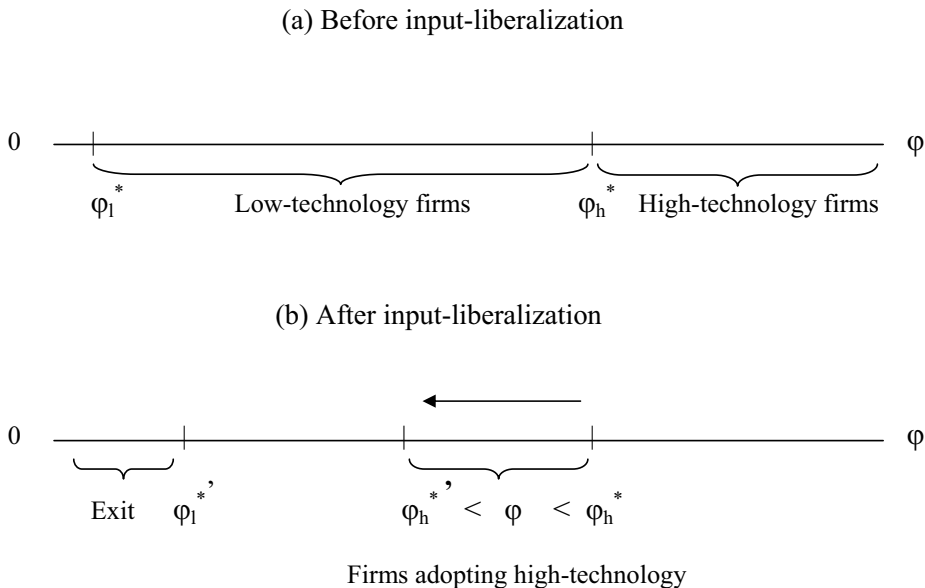 (a) Before input-liberalization
0 φ
φₗ* Low-technology firms φₕ* High-technology firms
(b) After input-liberalization
0 φ
Exit φₗ*’ φₕ*’ < φ < φₕ*
Firms adopting high-technology